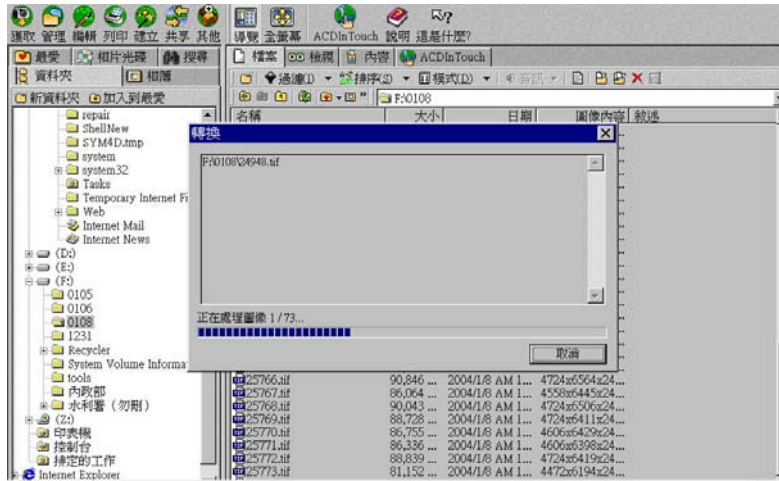 獲取 管理 編輯 列印 建立 共享 其他 導覽 全螢幕 ACDInTouch 說明 這是什麼?
最愛 相片光碟 搜尋
檔案 檢視 內容 ACDInTouch
資料夾 相簿
過濾(I) 排序(S) 模式(D) 音訊
新資料夾 加入到最愛
F:\0108
名稱 大小 日期 圖像內容 敘述
repair
ShellNew
SYM4D.tmp
system
system32
Tasks
Temporary Internet Fi
Web
Internet Mail
Internet News
(D:)
(E:)
(F:)
0105
0106
0108
1231
Recycler
System Volume Informa
tools
內政部
水利署（勿刪）
(Z:)
印表機
控制台
排定的工作
Internet Explorer
轉換
F:\0108\24948.tif
正在處理圖像 1 / 73...
取消
25766.tif 90,846 ... 2004/1/8 AM 1... 4724x6564x24...
25767.tif 86,064 ... 2004/1/8 AM 1... 4558x6445x24...
25768.tif 90,043 ... 2004/1/8 AM 1... 4724x6506x24...
25769.tif 88,728 ... 2004/1/8 AM 1... 4724x6411x24...
25770.tif 86,755 ... 2004/1/8 AM 1... 4606x6429x24...
25771.tif 86,336 ... 2004/1/8 AM 1... 4606x6398x24...
25772.tif 88,839 ... 2004/1/8 AM 1... 4724x6419x24...
25773.tif 81,152 ... 2004/1/8 AM 1... 4472x6194x24...